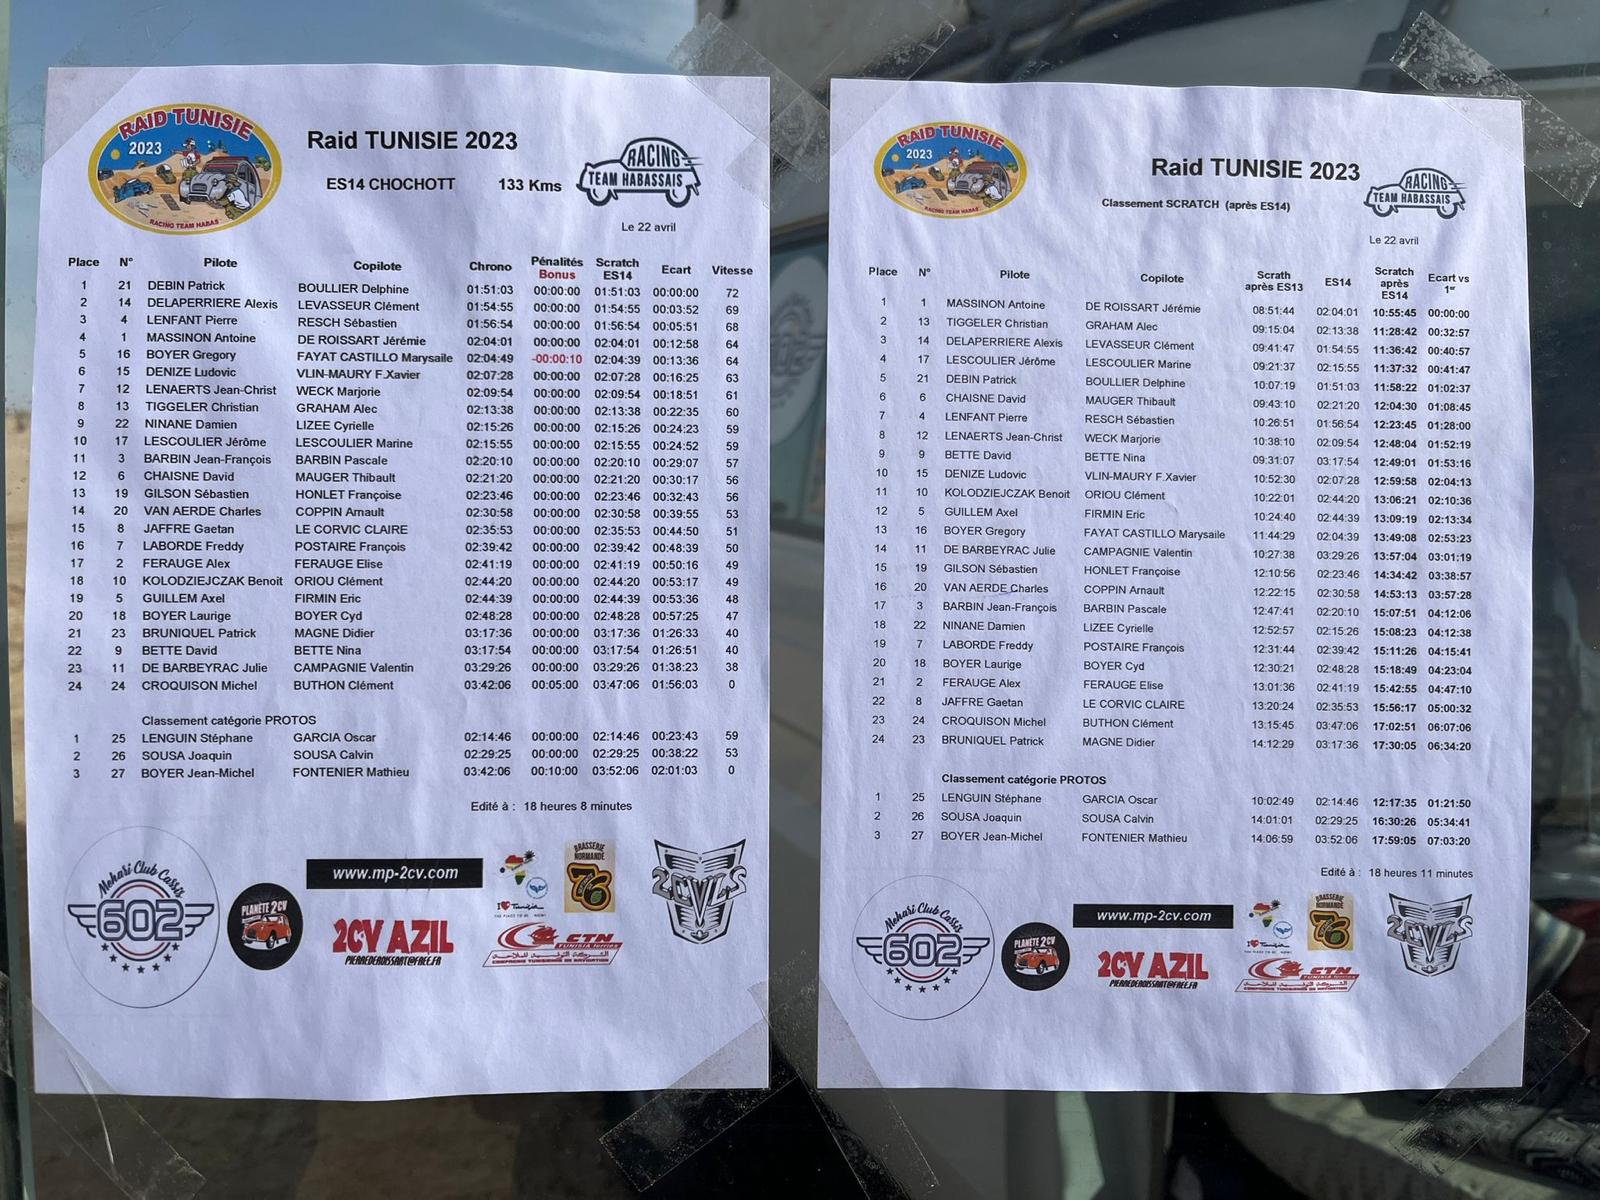 RAID TUNISIE
2023
RACING TEAM HABAS
Raid TUNISIE 2023
ES14 CHOCHOTT 133 Kms
RACING
TEAM HABASSAIS
Le 22 avril
Place N° Pilote Copilote Chrono Pénalités Bonus Scratch ES14 Ecart Vitesse
1 21 DEBIN Patrick BOULLIER Delphine 01:51:03 00:00:00 01:51:03 00:00:00 72
2 14 DELAPERRIERE Alexis LEVASSEUR Clément 01:54:55 00:00:00 01:54:55 00:03:52 69
3 4 LENFANT Pierre RESCH Sébastien 01:56:54 00:00:00 01:56:54 00:05:51 68
4 1 MASSINON Antoine DE ROISSART Jérémie 02:04:01 00:00:00 02:04:01 00:12:58 64
5 16 BOYER Gregory FAYAT CASTILLO Marysaile 02:04:49 -00:00:10 02:04:39 00:13:36 64
6 15 DENIZE Ludovic VLIN-MAURY F.Xavier 02:07:28 00:00:00 02:07:28 00:16:25 63
7 12 LENAERTS Jean-Christ WECK Marjorie 02:09:54 00:00:00 02:09:54 00:18:51 61
8 13 TIGGELER Christian GRAHAM Alec 02:13:38 00:00:00 02:13:38 00:22:35 60
9 22 NINANE Damien LIZEE Cyrielle 02:15:26 00:00:00 02:15:26 00:24:23 59
10 17 LESCOULIER Jérôme LESCOULIER Marine 02:15:55 00:00:00 02:15:55 00:24:52 59
11 3 BARBIN Jean-François BARBIN Pascale 02:20:10 00:00:00 02:20:10 00:29:07 57
12 6 CHAISNE David MAUGER Thibault 02:21:20 00:00:00 02:21:20 00:30:17 56
13 19 GILSON Sébastien HONLET Françoise 02:23:46 00:00:00 02:23:46 00:32:43 56
14 20 VAN AERDE Charles COPPIN Arnault 02:30:58 00:00:00 02:30:58 00:39:55 53
15 8 JAFFRE Gaetan LE CORVIC CLAIRE 02:35:53 00:00:00 02:35:53 00:44:50 51
16 7 LABORDE Freddy POSTAIRE François 02:39:42 00:00:00 02:39:42 00:48:39 50
17 2 FERAUGE Alex FERAUGE Elise 02:41:19 00:00:00 02:41:19 00:50:16 49
18 10 KOLODZIEJCZAK Benoit ORIOU Clément 02:44:20 00:00:00 02:44:20 00:53:17 49
19 5 GUILLEM Axel FIRMIN Eric 02:44:39 00:00:00 02:44:39 00:53:36 48
20 18 BOYER Laurige BOYER Cyd 02:48:28 00:00:00 02:48:28 00:57:25 47
21 23 BRUNIQUEL Patrick MAGNE Didier 03:17:36 00:00:00 03:17:36 01:26:33 40
22 9 BETTE David BETTE Nina 03:17:54 00:00:00 03:17:54 01:26:51 40
23 11 DE BARBEYRAC Julie CAMPAGNIE Valentin 03:29:26 00:00:00 03:29:26 01:38:23 38
24 24 CROQUISON Michel BUTHON Clément 03:42:06 00:05:00 03:47:06 01:56:03 0
Classement catégorie PROTOS
1 25 LENGUIN Stéphane GARCIA Oscar 02:14:46 00:00:00 02:14:46 00:23:43 59
2 26 SOUSA Joaquin SOUSA Calvin 02:29:25 00:00:00 02:29:25 00:38:22 53
3 27 BOYER Jean-Michel FONTENIER Mathieu 03:42:06 00:10:00 03:52:06 02:01:03 0
Edité à : 18 heures 8 minutes
Mehari Club Cassis
602
PLANÈTE 2CV
www.mp-2cv.com
2CV AZIL
PIERREDEROISSART@FREE.FR
I Tunisia
BRASSERIE NORMANDE
76
CTN
TUNISIA ferries
الشركة التونسية للملاحة
COMPAGNIE TUNISIENNE DE NAVIGATION
2CVLS
RAID TUNISIE
2023
RACING TEAM HABAS
Raid TUNISIE 2023
Classement SCRATCH (après ES14)
RACING
TEAM HABASSAIS
Le 22 avril
Place N° Pilote Copilote Scrath après ES13 ES14 Scratch après ES14 Ecart vs 1er
1 1 MASSINON Antoine DE ROISSART Jérémie 08:51:44 02:04:01 10:55:45 00:00:00
2 13 TIGGELER Christian GRAHAM Alec 09:15:04 02:13:38 11:28:42 00:32:57
3 14 DELAPERRIERE Alexis LEVASSEUR Clément 09:41:47 01:54:55 11:36:42 00:40:57
4 17 LESCOULIER Jérôme LESCOULIER Marine 09:21:37 02:15:55 11:37:32 00:41:47
5 21 DEBIN Patrick BOULLIER Delphine 10:07:19 01:51:03 11:58:22 01:02:37
6 6 CHAISNE David MAUGER Thibault 09:43:10 02:21:20 12:04:30 01:08:45
7 4 LENFANT Pierre RESCH Sébastien 10:26:51 01:56:54 12:23:45 01:28:00
8 12 LENAERTS Jean-Christ WECK Marjorie 10:38:10 02:09:54 12:48:04 01:52:19
9 9 BETTE David BETTE Nina 09:31:07 03:17:54 12:49:01 01:53:16
10 15 DENIZE Ludovic VLIN-MAURY F.Xavier 10:52:30 02:07:28 12:59:58 02:04:13
11 10 KOLODZIEJCZAK Benoit ORIOU Clément 10:22:01 02:44:20 13:06:21 02:10:36
12 5 GUILLEM Axel FIRMIN Eric 10:24:40 02:44:39 13:09:19 02:13:34
13 16 BOYER Gregory FAYAT CASTILLO Marysaile 11:44:29 02:04:39 13:49:08 02:53:23
14 11 DE BARBEYRAC Julie CAMPAGNIE Valentin 10:27:38 03:29:26 13:57:04 03:01:19
15 19 GILSON Sébastien HONLET Françoise 12:10:56 02:23:46 14:34:42 03:38:57
16 20 VAN AERDE Charles COPPIN Arnault 12:22:15 02:30:58 14:53:13 03:57:28
17 3 BARBIN Jean-François BARBIN Pascale 12:47:41 02:20:10 15:07:51 04:12:06
18 22 NINANE Damien LIZEE Cyrielle 12:52:57 02:15:26 15:08:23 04:12:38
19 7 LABORDE Freddy POSTAIRE François 12:31:44 02:39:42 15:11:26 04:15:41
20 18 BOYER Laurige BOYER Cyd 12:30:21 02:48:28 15:18:49 04:23:04
21 2 FERAUGE Alex FERAUGE Elise 13:01:36 02:41:19 15:42:55 04:47:10
22 8 JAFFRE Gaetan LE CORVIC CLAIRE 13:20:24 02:35:53 15:56:17 05:00:32
23 24 CROQUISON Michel BUTHON Clément 13:15:45 03:47:06 17:02:51 06:07:06
24 23 BRUNIQUEL Patrick MAGNE Didier 14:12:29 03:17:36 17:30:05 06:34:20
Classement catégorie PROTOS
1 25 LENGUIN Stéphane GARCIA Oscar 10:02:49 02:14:46 12:17:35 01:21:50
2 26 SOUSA Joaquin SOUSA Calvin 14:01:01 02:29:25 16:30:26 05:34:41
3 27 BOYER Jean-Michel FONTENIER Mathieu 14:06:59 03:52:06 17:59:05 07:03:20
Edité à : 18 heures 11 minutes
Mehari Club Cassis
602
PLANÈTE 2CV
www.mp-2cv.com
2CV AZIL
PIERREDEROISSART@FREE.FR
I Tunisia
BRASSERIE NORMANDE
76
CTN
TUNISIA ferries
الشركة التونسية للملاحة
COMPAGNIE TUNISIENNE DE NAVIGATION
2CVLS